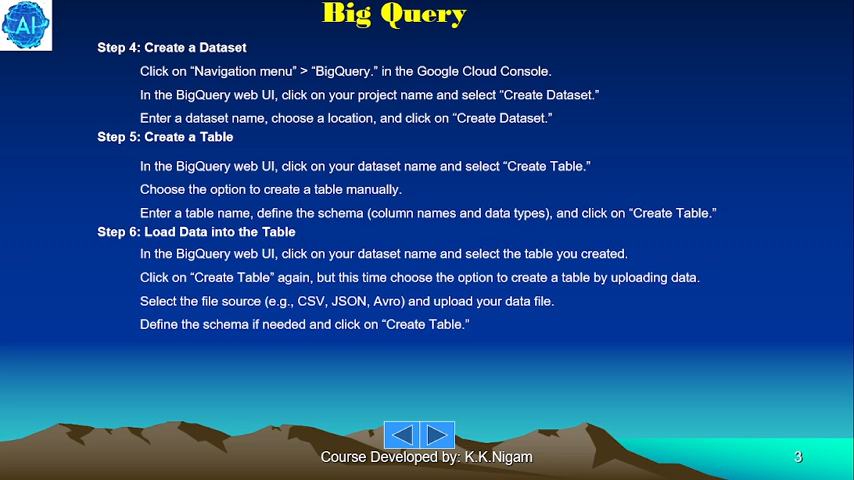 Big Query
AI
Step 4: Create a Dataset
Click on “Navigation menu” > “BigQuery.” in the Google Cloud Console.
In the BigQuery web UI, click on your project name and select “Create Dataset.”
Enter a dataset name, choose a location, and click on “Create Dataset.”
Step 5: Create a Table
In the BigQuery web UI, click on your dataset name and select “Create Table.”
Choose the option to create a table manually.
Enter a table name, define the schema (column names and data types), and click on “Create Table.”
Step 6: Load Data into the Table
In the BigQuery web UI, click on your dataset name and select the table you created.
Click on “Create Table” again, but this time choose the option to create a table by uploading data.
Select the file source (e.g., CSV, JSON, Avro) and upload your data file.
Define the schema if needed and click on “Create Table.”
Course Developed by: K.K.Nigam
3